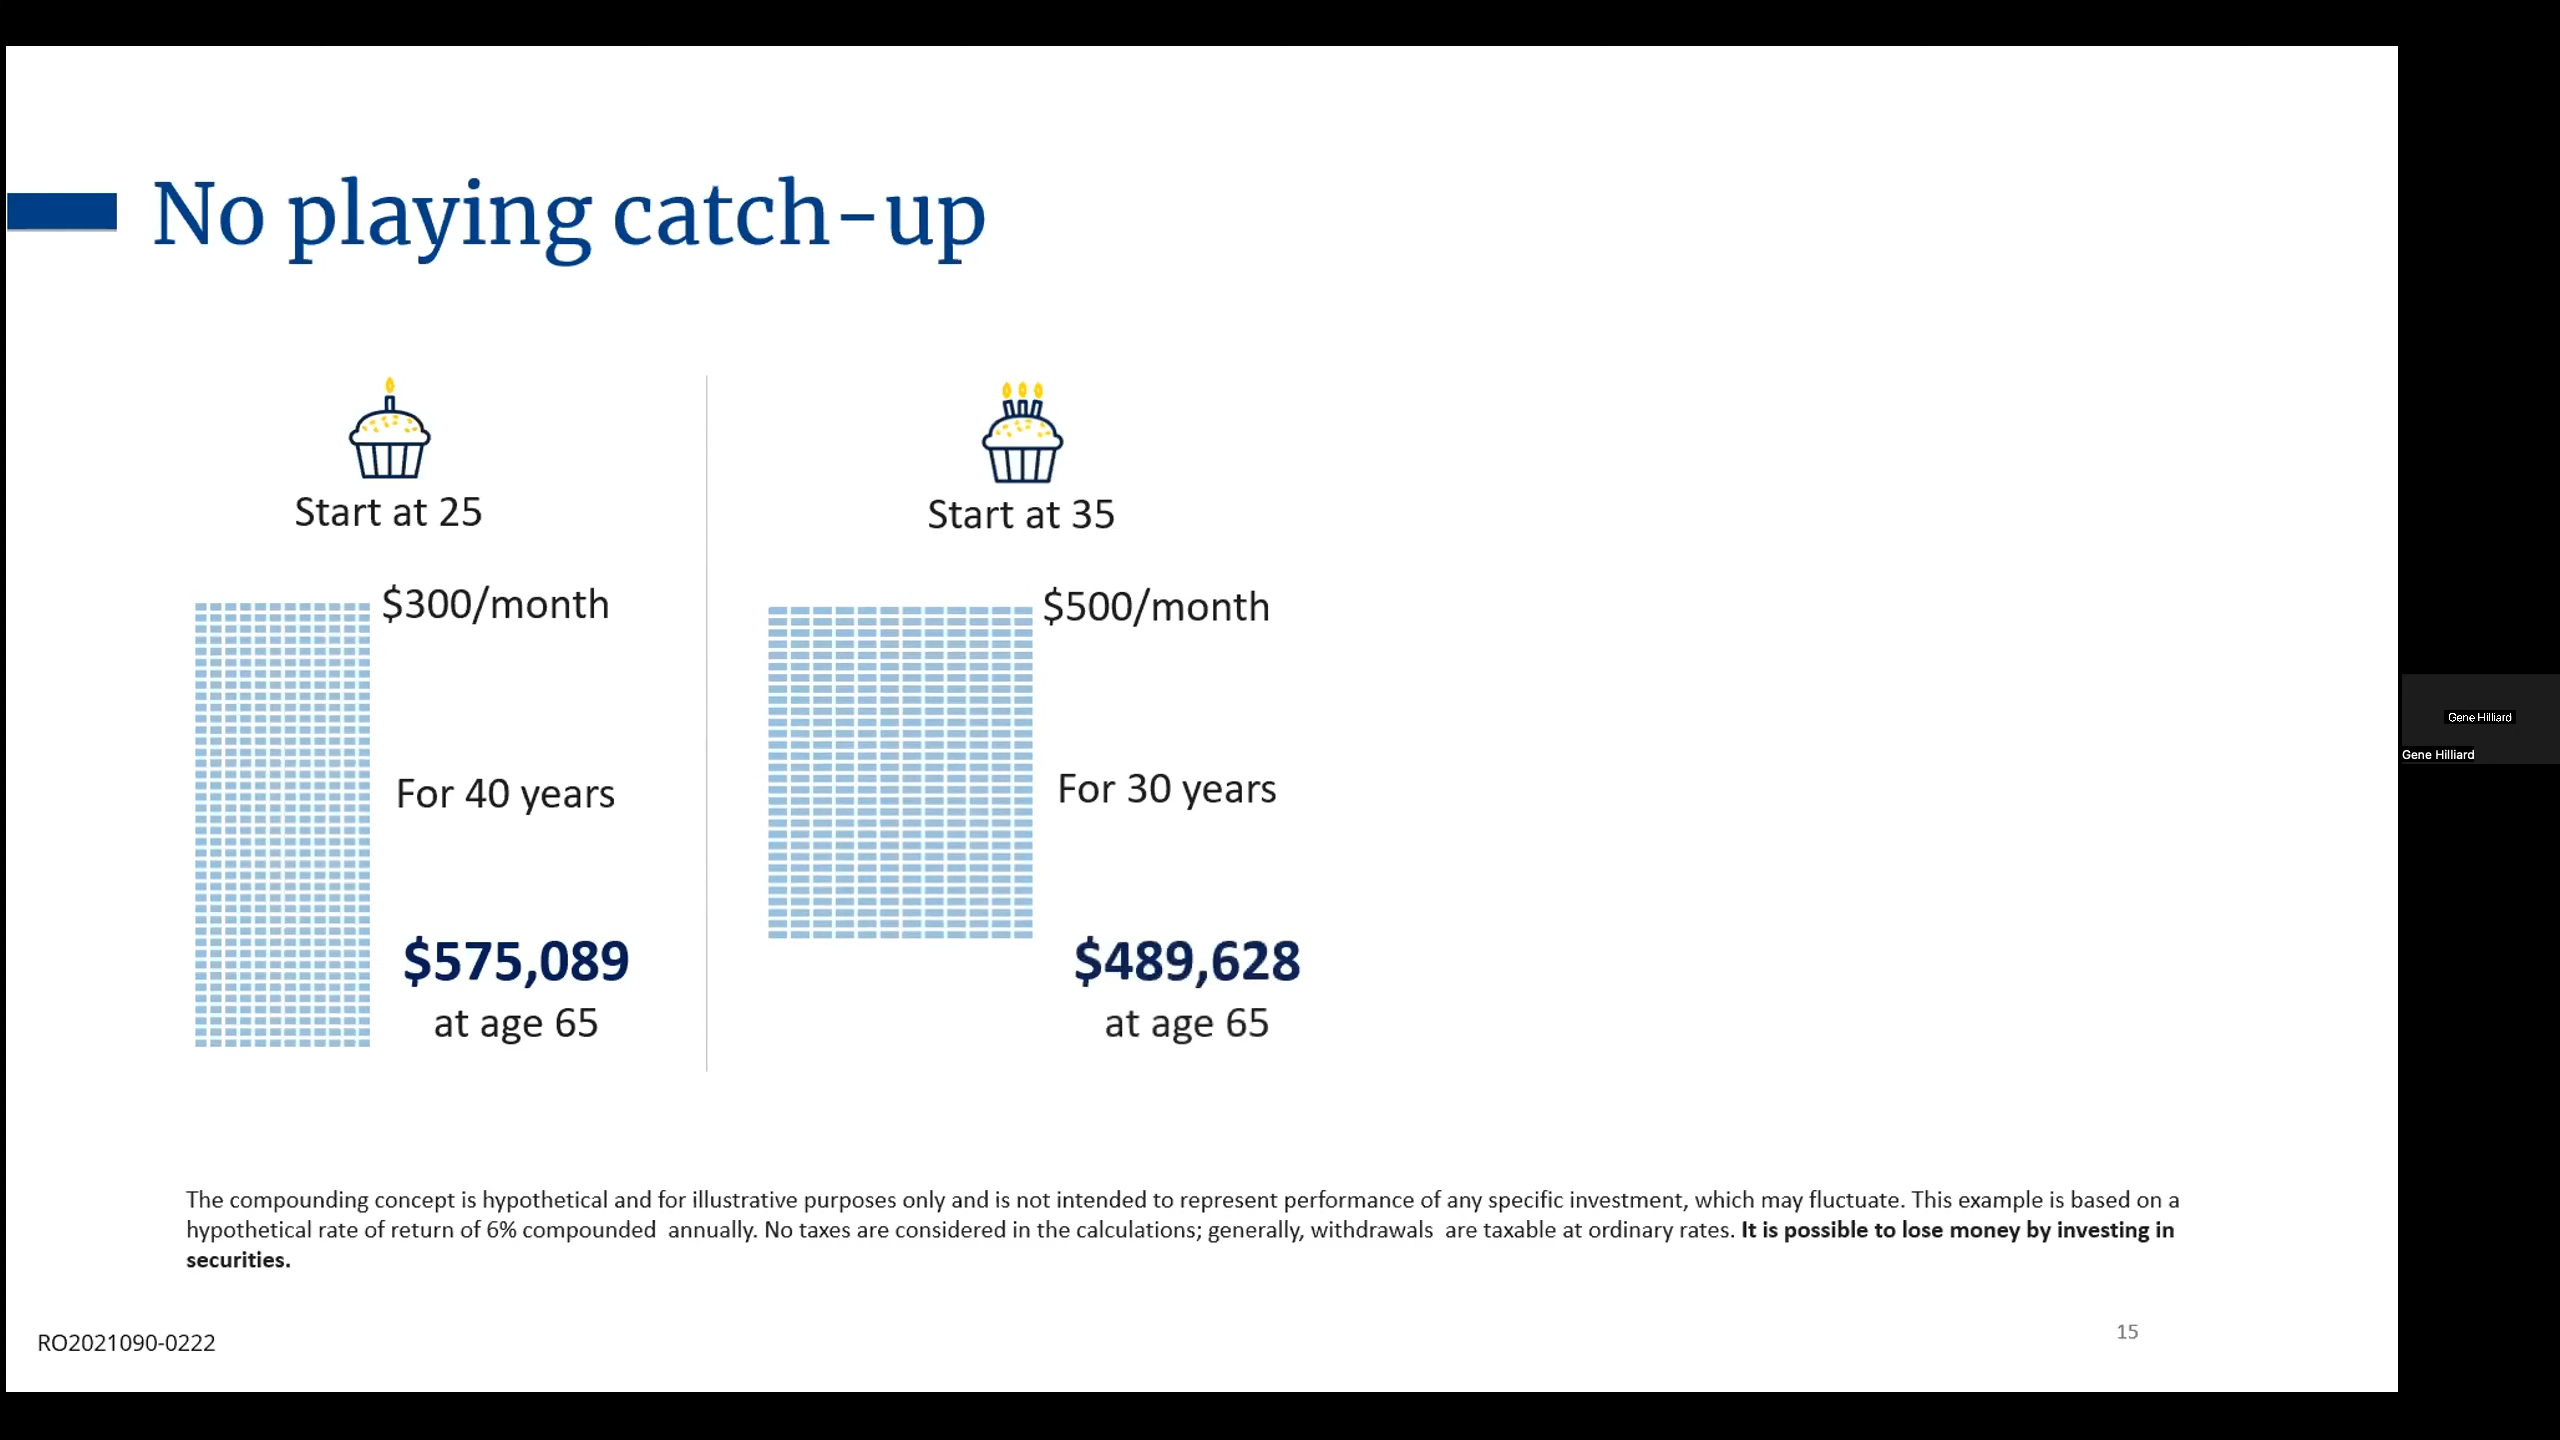 No playing catch-up
Start at 25
$300/month
For 40 years
$575,089
at age 65
Start at 35
$500/month
For 30 years
$489,628
at age 65
The compounding concept is hypothetical and for illustrative purposes only and is not intended to represent performance of any specific investment, which may fluctuate. This example is based on a
hypothetical rate of return of 6% compounded  annually. No taxes are considered in the calculations; generally, withdrawals  are taxable at ordinary rates. It is possible to lose money by investing in
securities.
RO2021090-0222
15
Gene Hilliard
Gene Hilliard